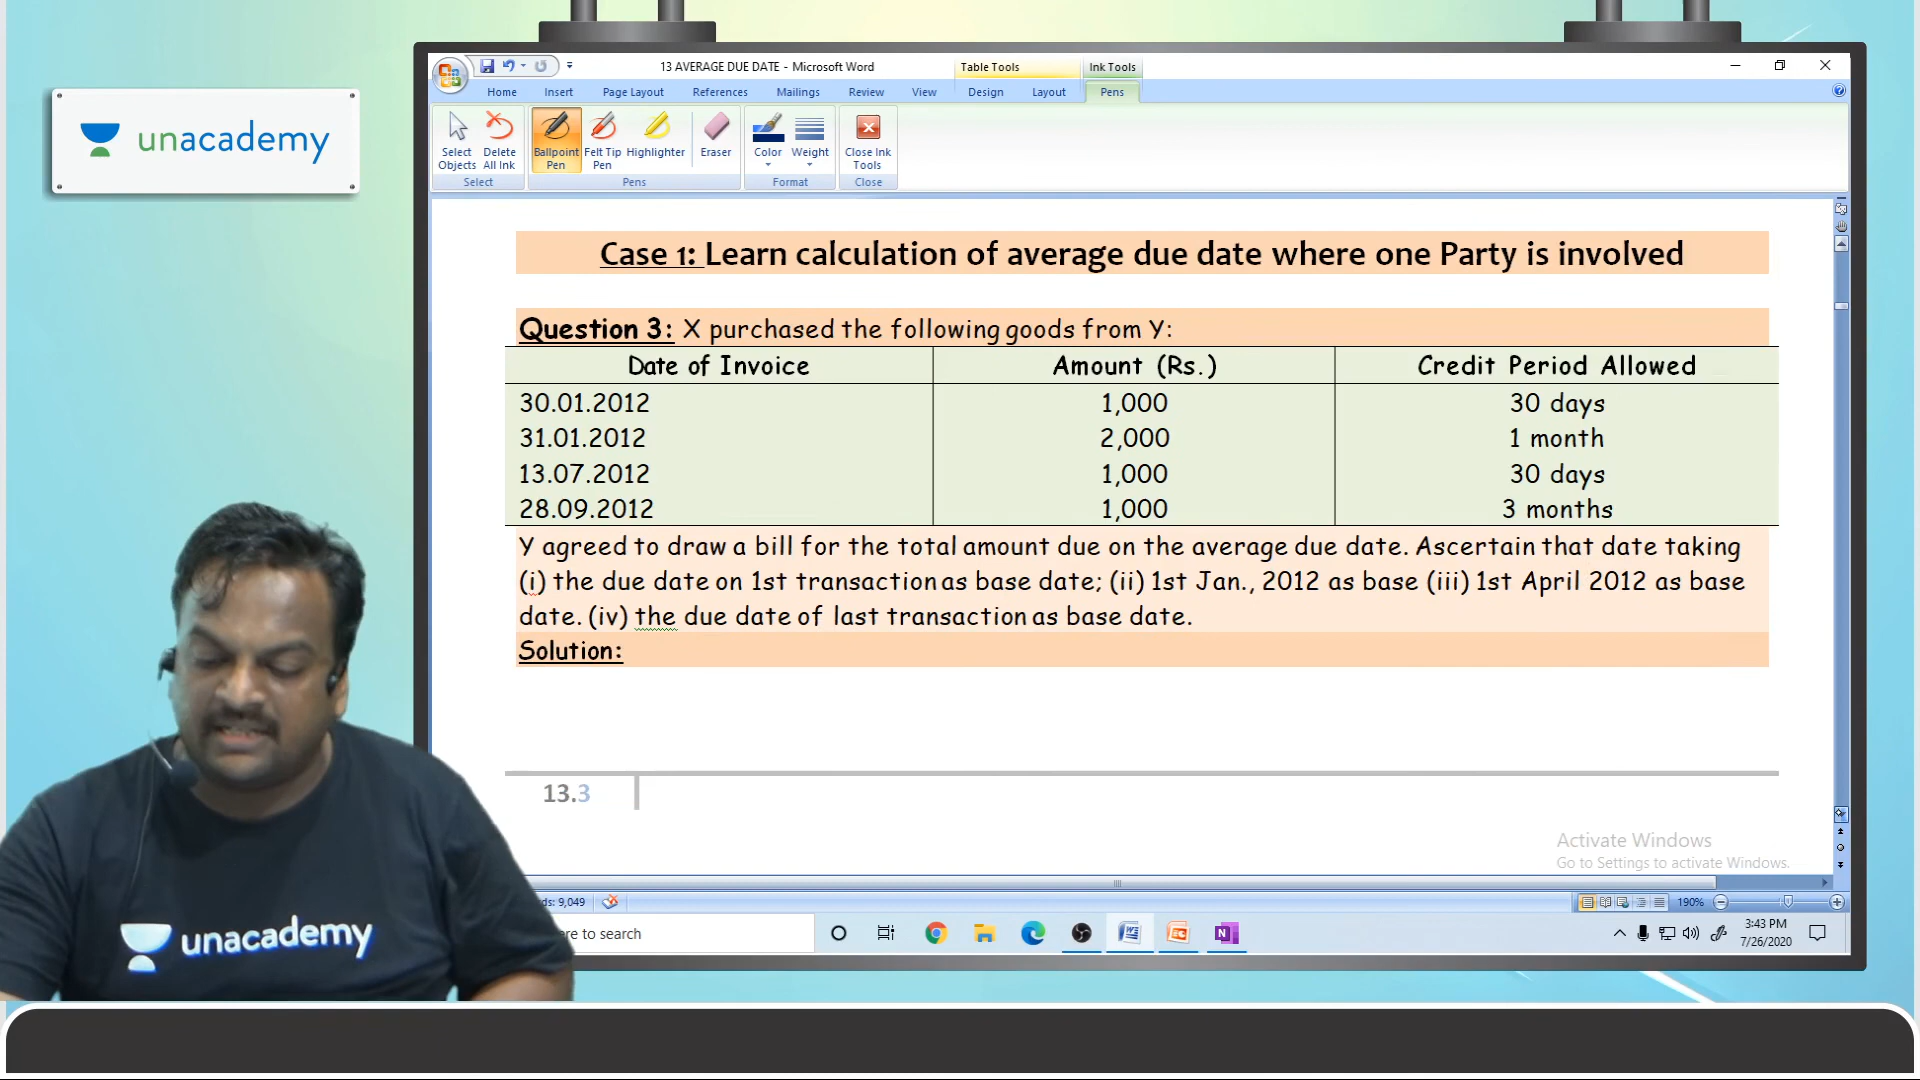 unacademy
13 AVERAGE DUE DATE - Microsoft Word
Table Tools
Ink Tools
Home
Insert
Page Layout
References
Mailings
Review
View
Design
Layout
Pens
Select Objects
Delete All Ink
Ballpoint Pen
Felt Tip Pen
Highlighter
Eraser
Color
Weight
Close Ink Tools
Select
Pens
Format
Close
Case 1: Learn calculation of average due date where one Party is involved
Question 3: X purchased the following goods from Y:
Date of Invoice Amount (Rs.) Credit Period Allowed
30.01.2012 1,000 30 days
31.01.2012 2,000 1 month
13.07.2012 1,000 30 days
28.09.2012 1,000 3 months
Y agreed to draw a bill for the total amount due on the average due date. Ascertain that date taking
(i) the due date on 1st transaction as base date; (ii) 1st Jan., 2012 as base (iii) 1st April 2012 as base
date. (iv) the due date of last transaction as base date.
Solution:
13.3
Activate Windows
Go to Settings to activate Windows.
ds: 9,049
190%
ere to search
3:43 PM
7/26/2020
unacademy